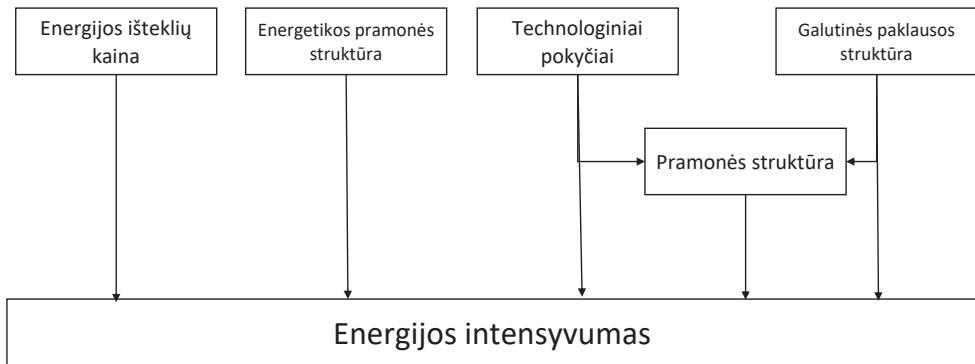 Energijos išteklių
kaina
Energetikos pramonės
struktūra
Technologiniai
pokyčiai
Galutinės paklausos
struktūra
Pramonės struktūra
Energijos intensyvumas